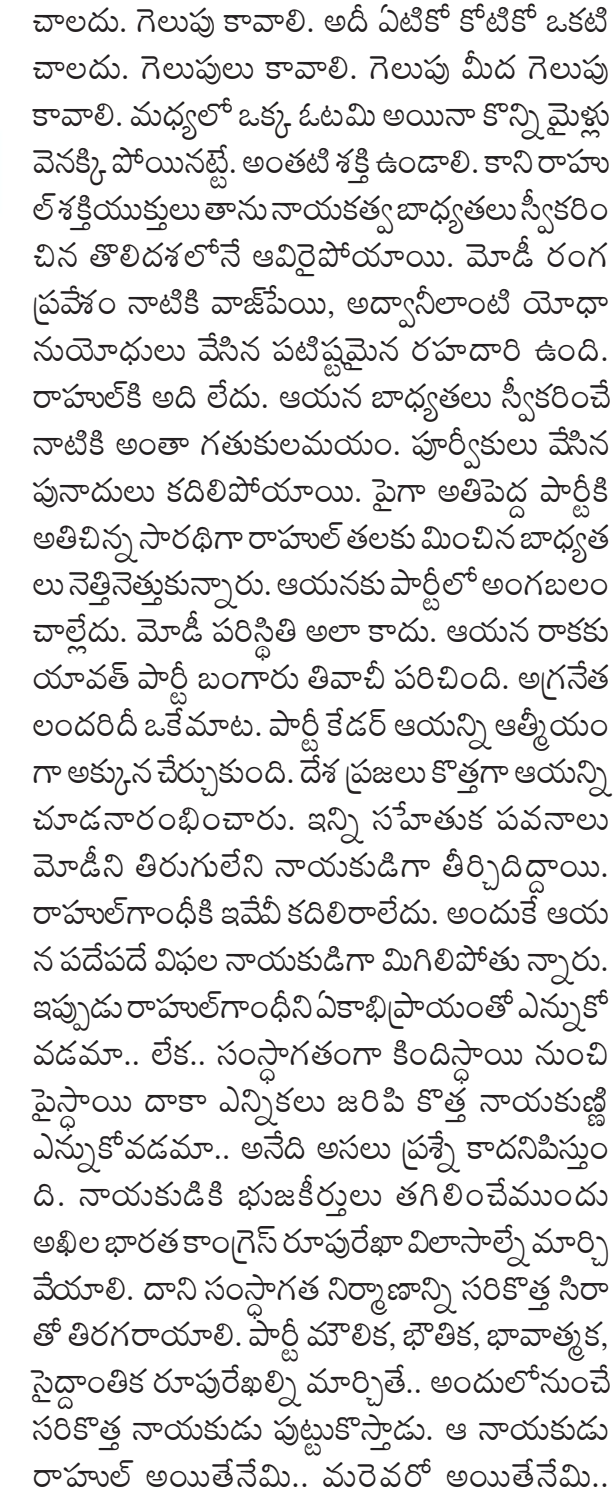 చాలదు. గెలుపు కావాలి. అదీ ఏటికో కోటికో ఒకటి
చాలదు. గెలుపులు కావాలి. గెలుపు మీద గెలుపు
కావాలి. మధ్యలో ఒక్క ఓటమి అయినా కొన్ని మైళ్లు
వెనక్కి పోయినట్టే. అంతటి శక్తి ఉండాలి. కాని రాహు
ల్‌శక్తియుక్తులు తాను నాయకత్వ బాధ్యతలు స్వీకరిం
చిన తొలిదశలోనే ఆవిరైపోయాయి. మోడీ రంగ
ప్రవేశం నాటికి వాజ్‌పేయి, అద్వానీలాంటి యోధా
నుయోధులు వేసిన పటిష్టమైన రహదారి ఉంది.
రాహుల్‌కి అది లేదు. ఆయన బాధ్యతలు స్వీకరించే
నాటికి అంతా గతుకులమయం. పూర్వీకులు వేసిన
పునాదులు కదిలిపోయాయి. పైగా అతిపెద్ద పార్టీకి
అతిచిన్న సారథిగా రాహుల్ తలకు మించిన బాధ్యత
లు నెత్తినెత్తుకున్నారు. ఆయనకు పార్టీలో అంగబలం
చాల్లేదు. మోడీ పరిస్థితి అలా కాదు. ఆయన రాకకు
యావత్ పార్టీ బంగారు తివాచీ పరిచింది. అగ్రనేత
లందరిదీ ఒకేమాట. పార్టీ కేడర్ ఆయన్ని ఆత్మీయం
గా అక్కున చేర్చుకుంది. దేశ ప్రజలు కొత్తగా ఆయన్ని
చూడనారంభించారు. ఇన్ని సహేతుక పవనాలు
మోడీని తిరుగులేని నాయకుడిగా తీర్చిదిద్దాయి.
రాహుల్‌గాంధీకి ఇవేవీ కదిలిరాలేదు. అందుకే ఆయ
న పదేపదే విఫల నాయకుడిగా మిగిలిపోతు న్నారు.
ఇప్పుడు రాహుల్‌గాంధీని ఏకాభిప్రాయంతో ఎన్నుకో
వడమా.. లేక.. సంస్థాగతంగా కిందిస్థాయి నుంచి
పైస్థాయి దాకా ఎన్నికలు జరిపి కొత్త నాయకుణ్ణి
ఎన్నుకోవడమా.. అనేది అసలు ప్రశ్నే కాదనిపిస్తుం
ది. నాయకుడికి భుజకీర్తులు తగిలించేముందు
అఖిల భారత కాంగ్రెస్ రూపురేఖా విలాసాల్నే మార్చి
వేయాలి. దాని సంస్థాగత నిర్మాణాన్ని సరికొత్త సిరా
తో తిరగరాయాలి. పార్టీ మౌలిక, భౌతిక, భావాత్మక,
సైద్ధాంతిక రూపురేఖల్ని మార్చితే.. అందులోనుంచే
సరికొత్త నాయకుడు పుట్టుకొస్తాడు. ఆ నాయకుడు
రాహుల్ అయితేనేమి.. మరెవరో అయితేనేమి..